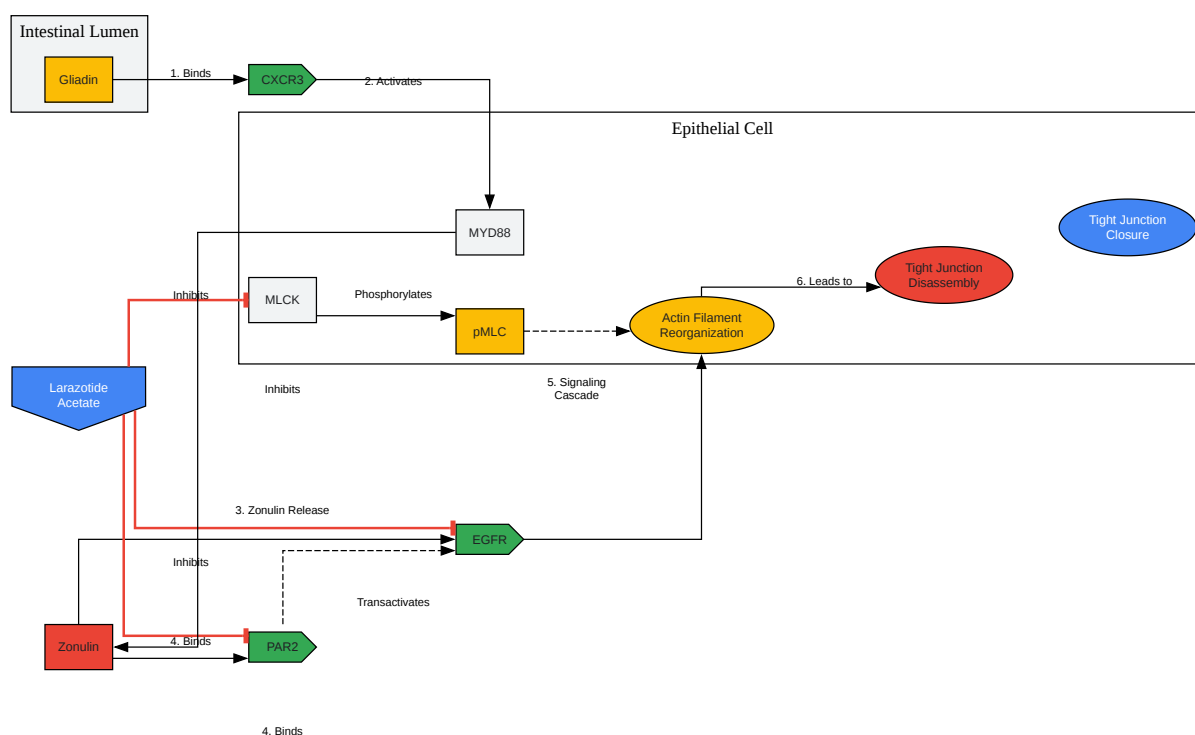 Intestinal Lumen
Gliadin
1. Binds
CXCR3
2. Activates
Epithelial Cell
MYD88
Tight Junction
Closure
Tight Junction
Disassembly
6. Leads to
Inhibits
MLCK
Phosphorylates
pMLC
Actin Filament
Reorganization
Larazotide
Acetate
Inhibits
5. Signaling
Cascade
3. Zonulin Release
EGFR
Inhibits
Transactivates
Zonulin
4. Binds
PAR2
4. Binds